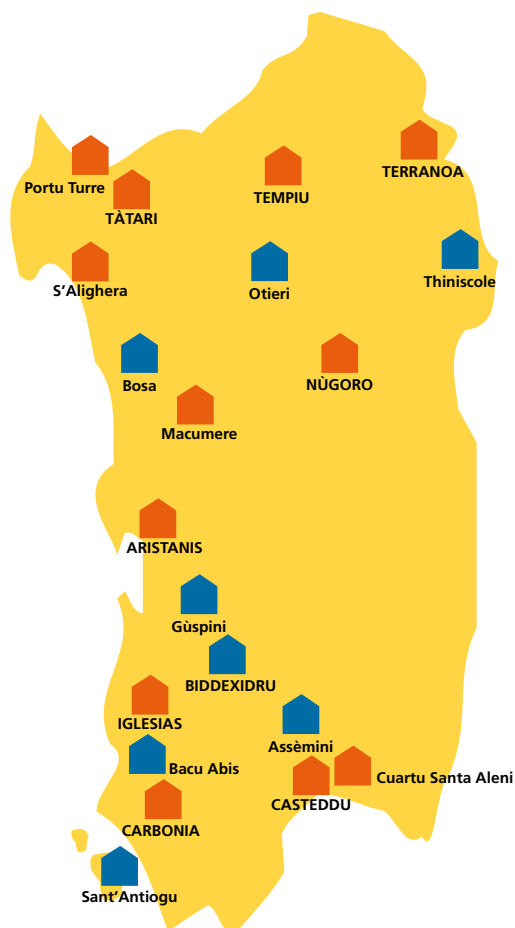 TERRANOA
Portu Turre
TEMPIU
TÀTARI
Thiniscole
S'Alighera
Otieri
NÙGORO
Bosa
Macumere
ARISTANIS
Gùspini
BIDDEXIDRU
IGLESIAS
Assèmini
Bacu Abis
Cuartu Santa Aleni
CASTEDDU
CARBONIA
Sant'Antiogu